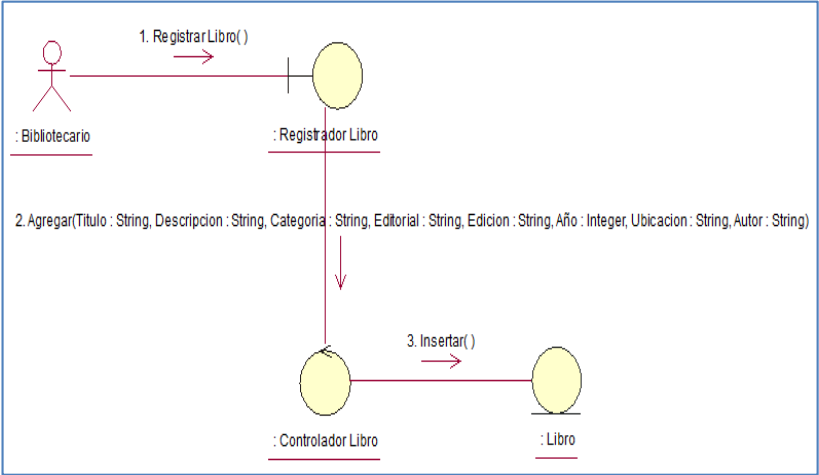 1. Registrar Libro( )
: Bibliotecario
: Registrador Libro
2. Agregar(Titulo : String, Descripcion : String, Categoria : String, Editorial : String, Edicion : String, Año : Integer, Ubicacion : String, Autor : String)
3. Insertar( )
: Controlador Libro
: Libro